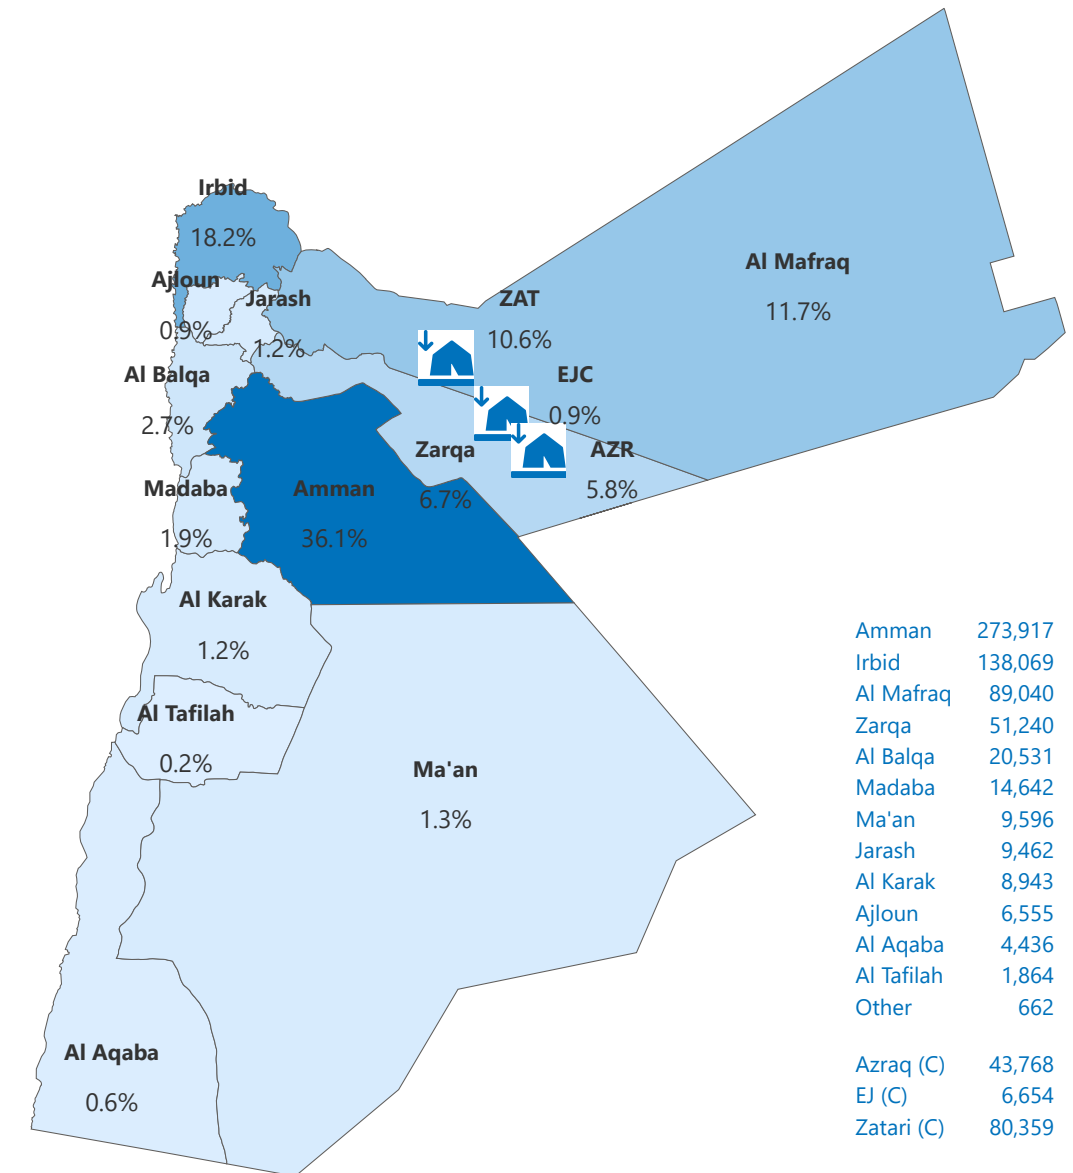 Irbid
18.2%
Ajloun
0.9%
Jarash
1.2%
Al Mafraq
11.7%
ZAT
10.6%
EJC
0.9%
AZR
5.8%
Zarqa
6.7%
Al Balqa
2.7%
Madaba
1.9%
Amman
36.1%
Al Karak
1.2%
Al Tafilah
0.2%
Ma'an
1.3%
Al Aqaba
0.6%
Amman 273,917
Irbid 138,069
Al Mafraq 89,040
Zarqa 51,240
Al Balqa 20,531
Madaba 14,642
Ma'an 9,596
Jarash 9,462
Al Karak 8,943
Ajloun 6,555
Al Aqaba 4,436
Al Tafilah 1,864
Other 662
Azraq (C) 43,768
EJ (C) 6,654
Zatari (C) 80,359